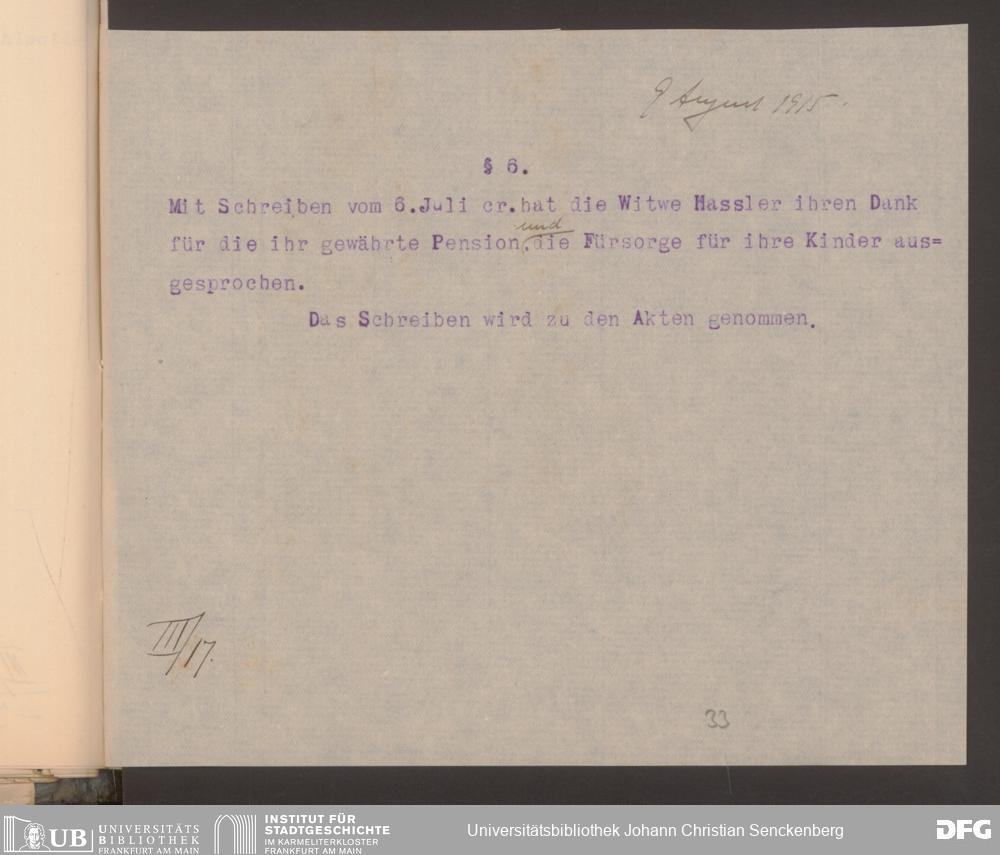 9 August 1915.
§ 6.
Mit Schreiben vom 6.Juli cr.hat die Witwe Hassler ihren Dank
und
für die ihr gewährte Pension, die Fürsorge für ihre Kinder aus=
gesprochen.
Das Schreiben wird zu den Akten genommen.
III/17.
33
UB UNIVERSITÄTS
BIBLIOTHEK
FRANKFURT AM MAIN
INSTITUT FÜR
STADTGESCHICHTE
IM KARMELITERKLOSTER
FRANKFURT AM MAIN
Universitätsbibliothek Johann Christian Senckenberg
DFG